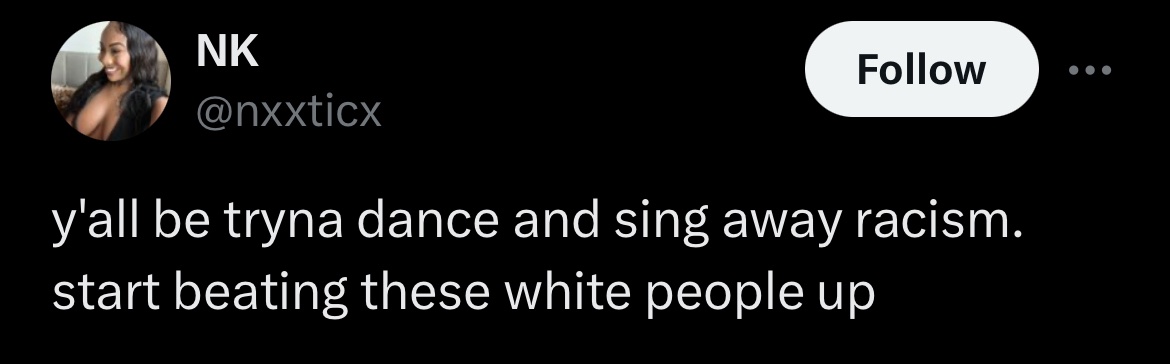 NK
@nxxticx
Follow
y'all be tryna dance and sing away racism.
start beating these white people up